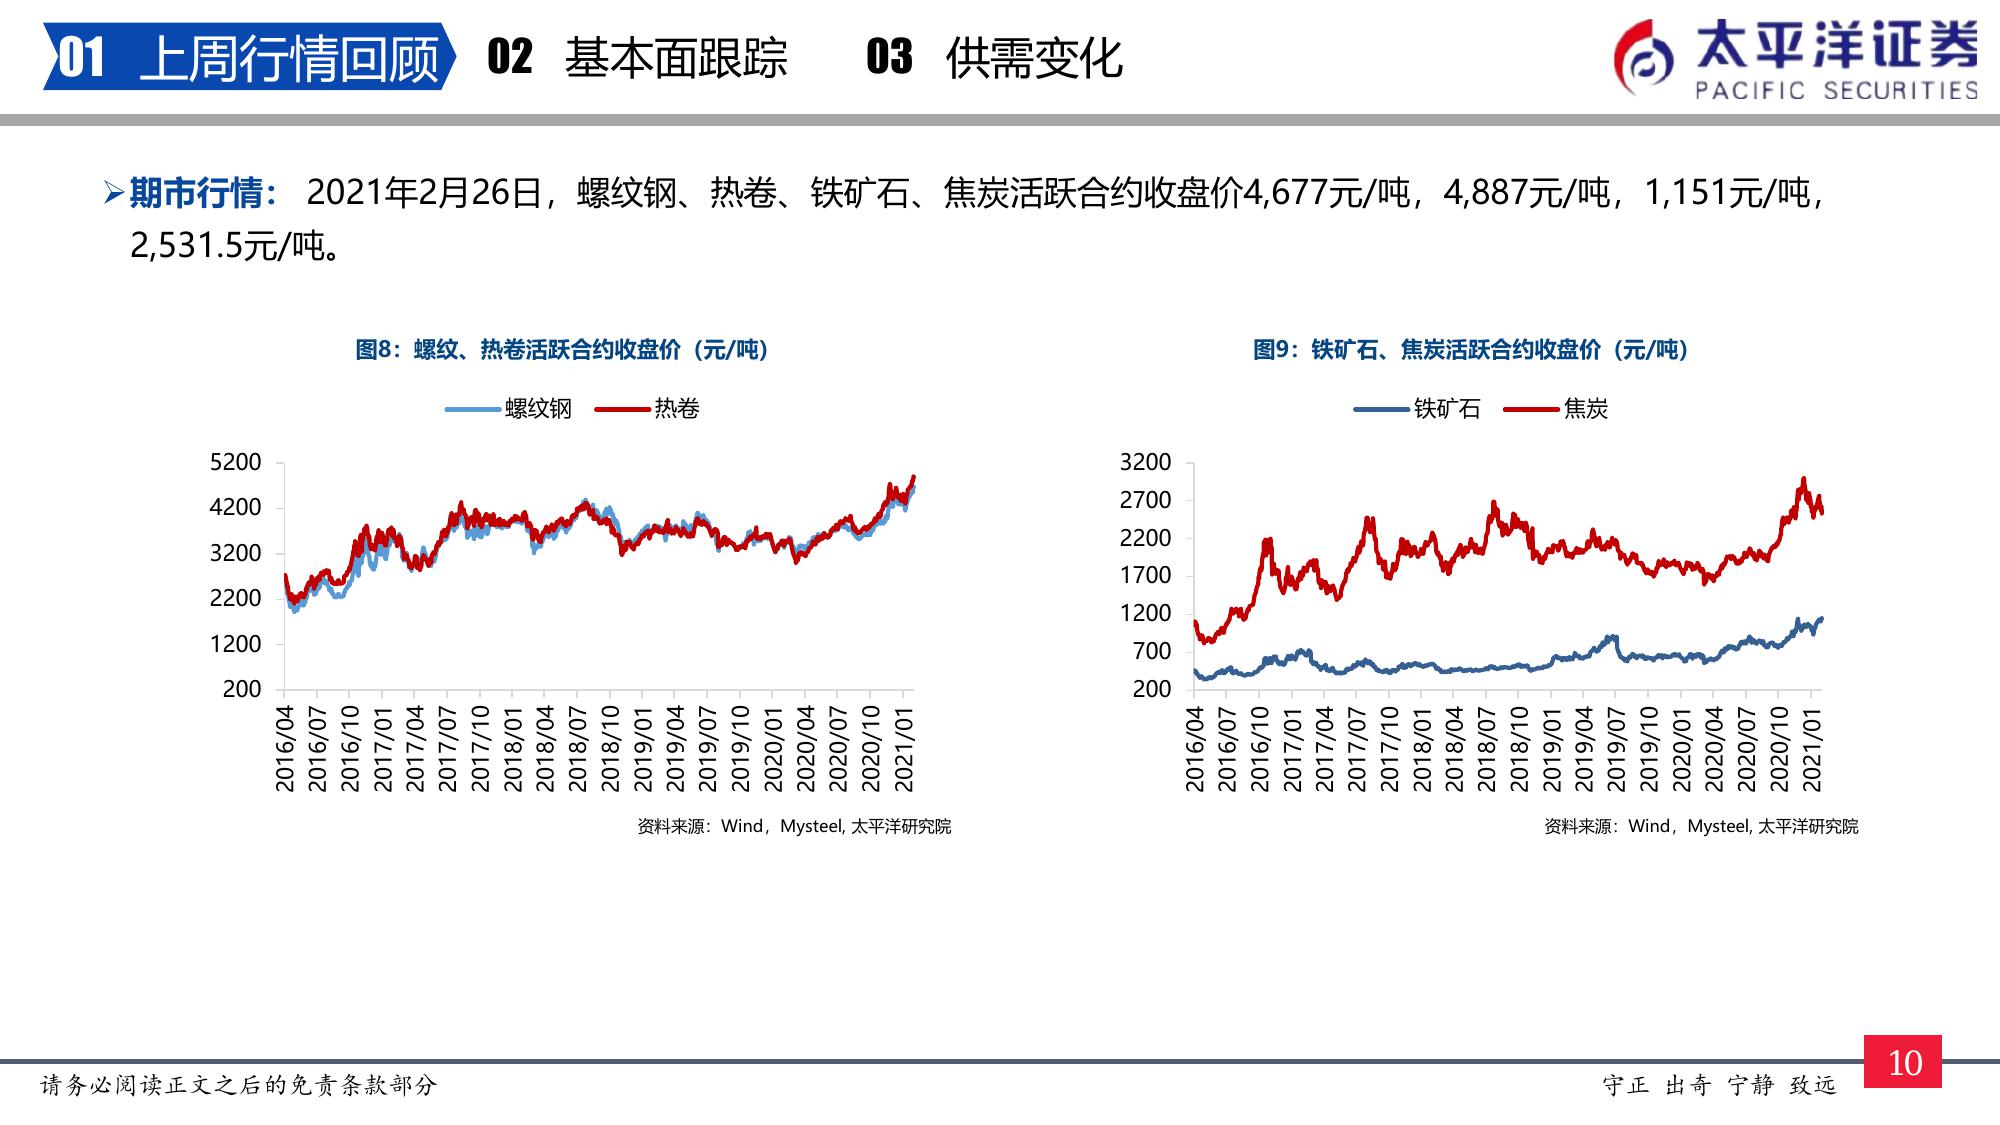 01 上周行情回顾 02 基本面跟踪 03 供需变化
太平洋证券
PACIFIC SECURITIES
➢期市行情： 2021年2月26日，螺纹钢、热卷、铁矿石、焦炭活跃合约收盘价4,677元/吨，4,887元/吨，1,151元/吨，
2,531.5元/吨。
图8：螺纹、热卷活跃合约收盘价（元/吨）
螺纹钢 热卷
5200
4200
3200
2200
1200
200
2016/04 2016/07 2016/10 2017/01 2017/04 2017/07 2017/10 2018/01 2018/04 2018/07 2018/10 2019/01 2019/04 2019/07 2019/10 2020/01 2020/04 2020/07 2020/10 2021/01
资料来源：Wind，Mysteel, 太平洋研究院
图9：铁矿石、焦炭活跃合约收盘价（元/吨）
铁矿石 焦炭
3200
2700
2200
1700
1200
700
200
2016/04 2016/07 2016/10 2017/01 2017/04 2017/07 2017/10 2018/01 2018/04 2018/07 2018/10 2019/01 2019/04 2019/07 2019/10 2020/01 2020/04 2020/07 2020/10 2021/01
资料来源：Wind，Mysteel, 太平洋研究院
请务必阅读正文之后的免责条款部分
守正 出奇 宁静 致远
10